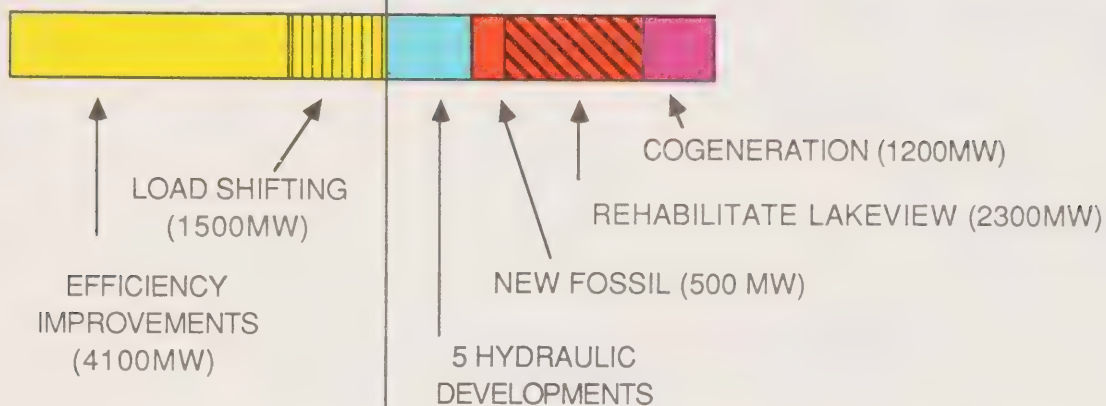 COGENERATION (1200MW)
LOAD SHIFTING
(1500MW)
REHABILITATE LAKEVIEW (2300MW)
EFFICIENCY
IMPROVEMENTS
(4100MW)
NEW FOSSIL (500 MW)
5 HYDRAULIC
DEVELOPMENTS